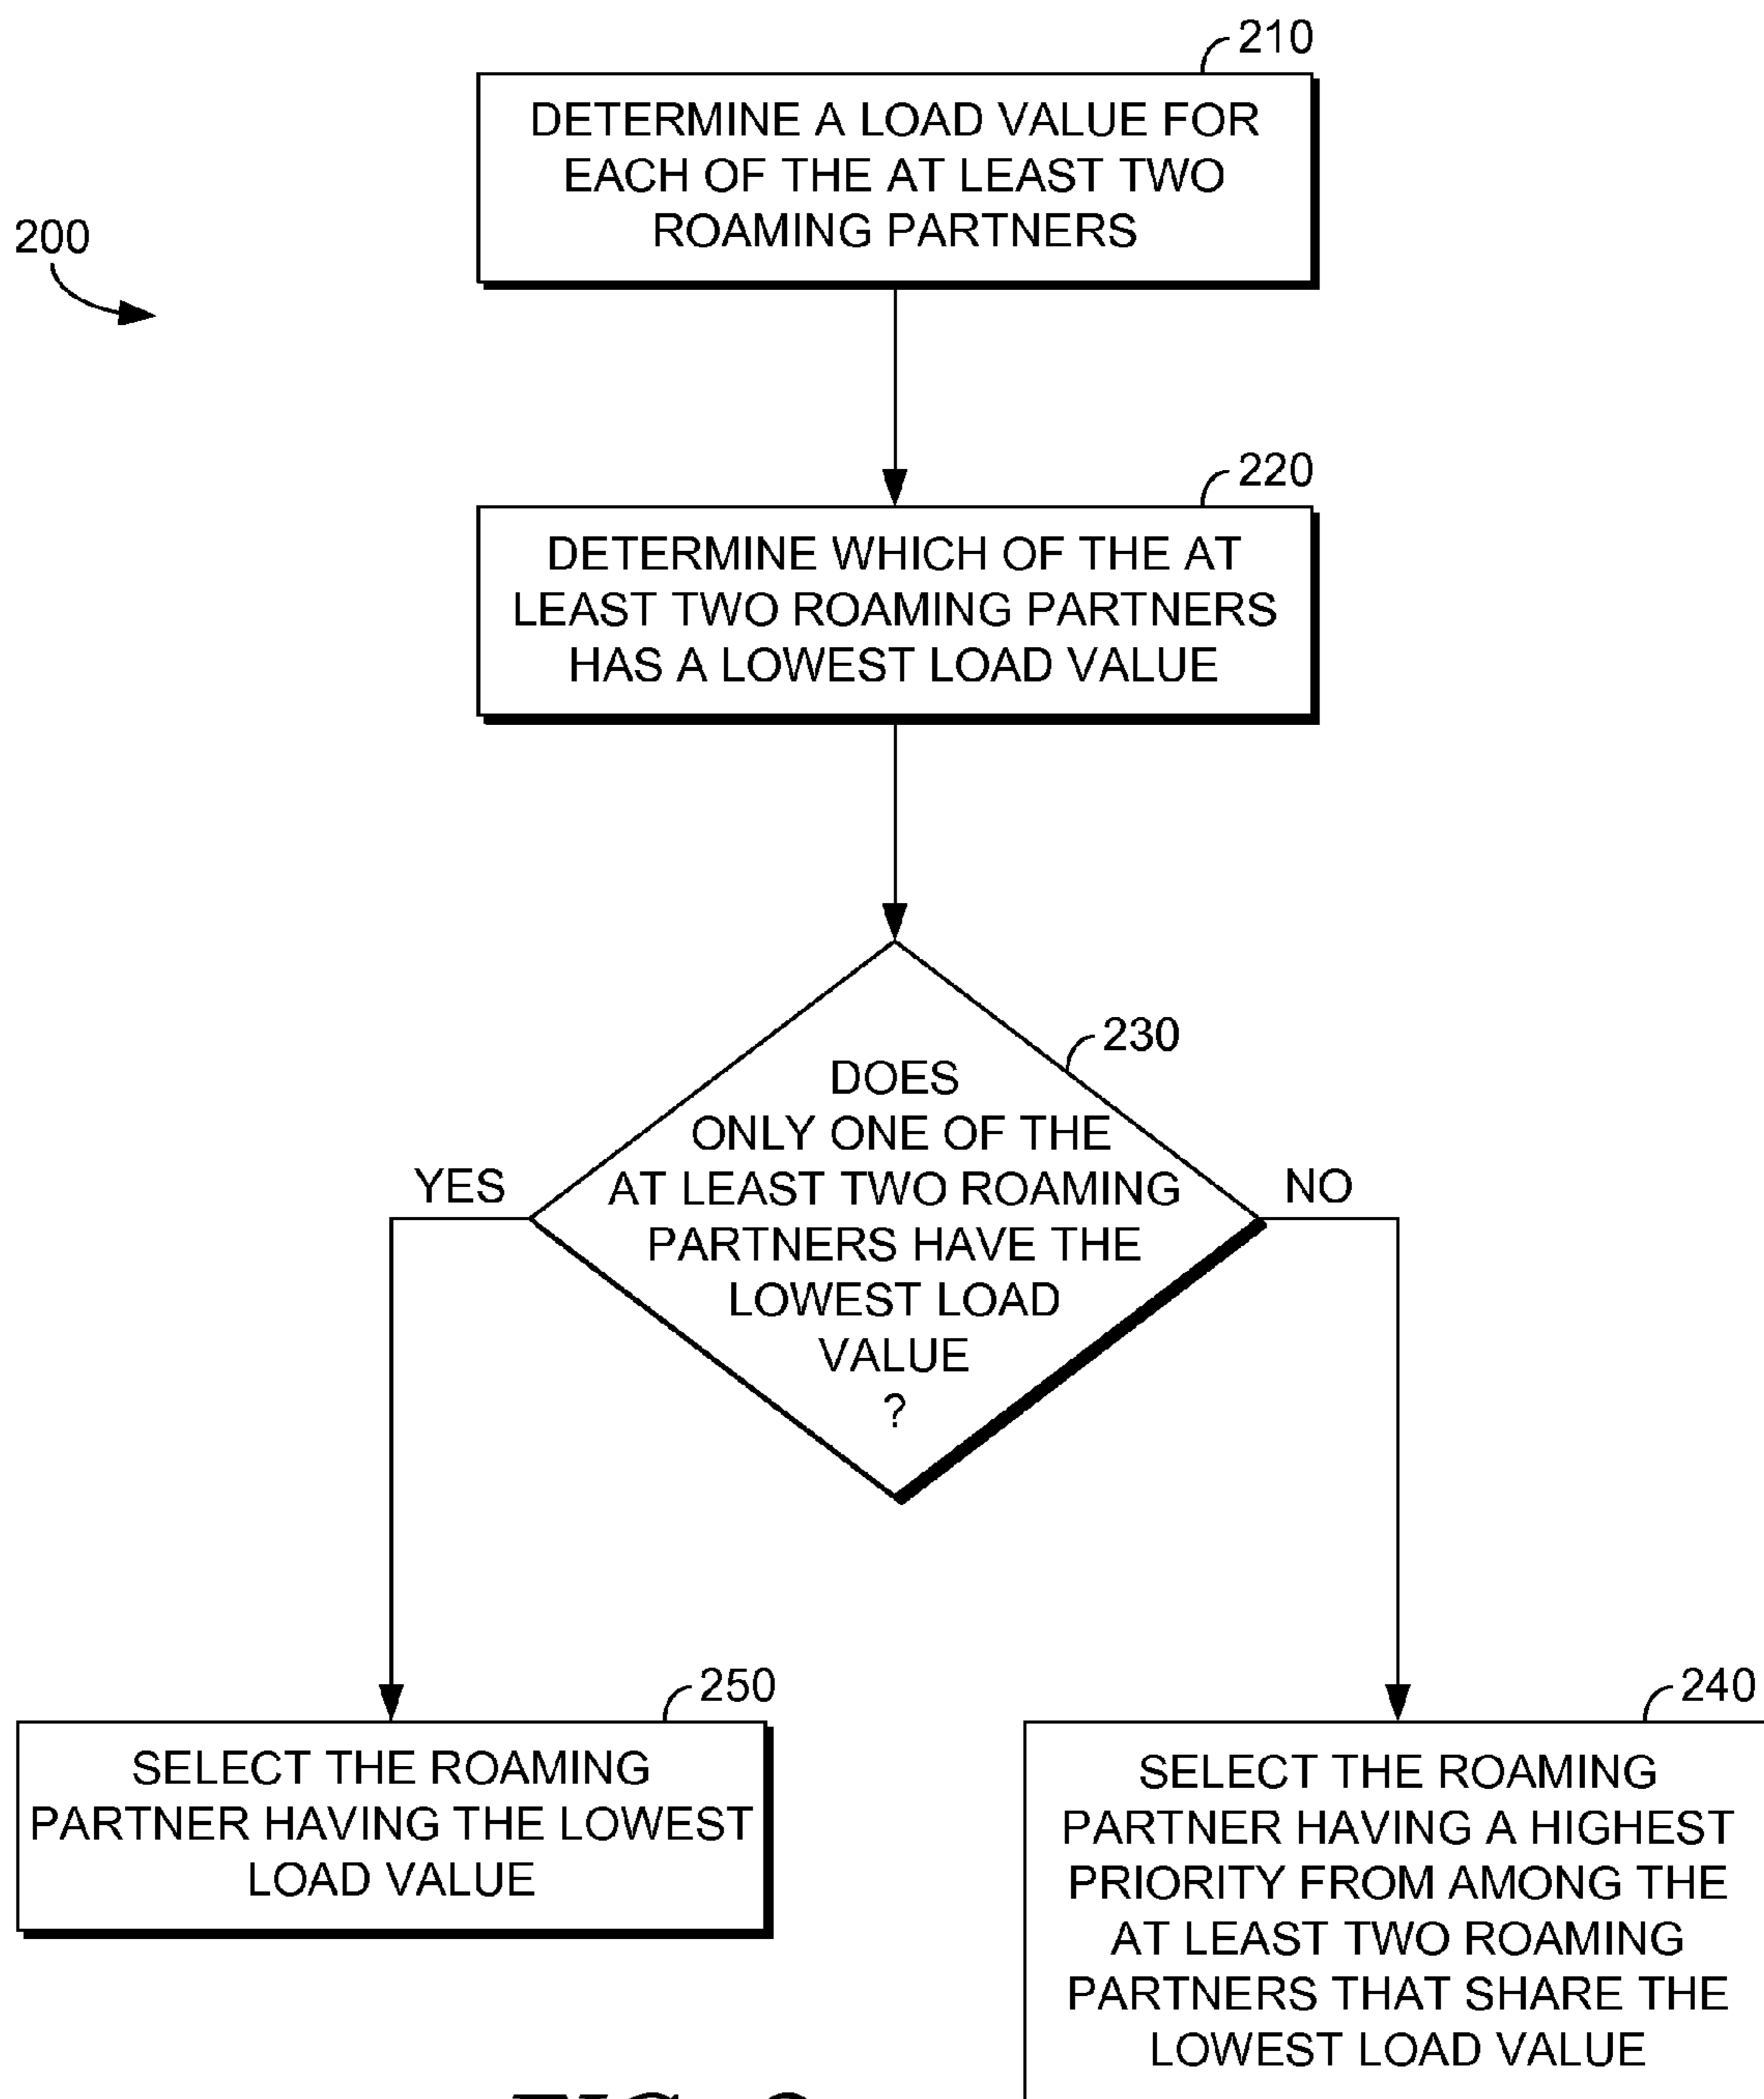 210
DETERMINE A LOAD VALUE FOR
EACH OF THE AT LEAST TWO
ROAMING PARTNERS
200
220
DETERMINE WHICH OF THE AT
LEAST TWO ROAMING PARTNERS
HAS A LOWEST LOAD VALUE
230
DOES
ONLY ONE OF THE
AT LEAST TWO ROAMING
PARTNERS HAVE THE
LOWEST LOAD
VALUE
?
YES
NO
250
SELECT THE ROAMING
PARTNER HAVING THE LOWEST
LOAD VALUE
240
SELECT THE ROAMING
PARTNER HAVING A HIGHEST
PRIORITY FROM AMONG THE
AT LEAST TWO ROAMING
PARTNERS THAT SHARE THE
LOWEST LOAD VALUE